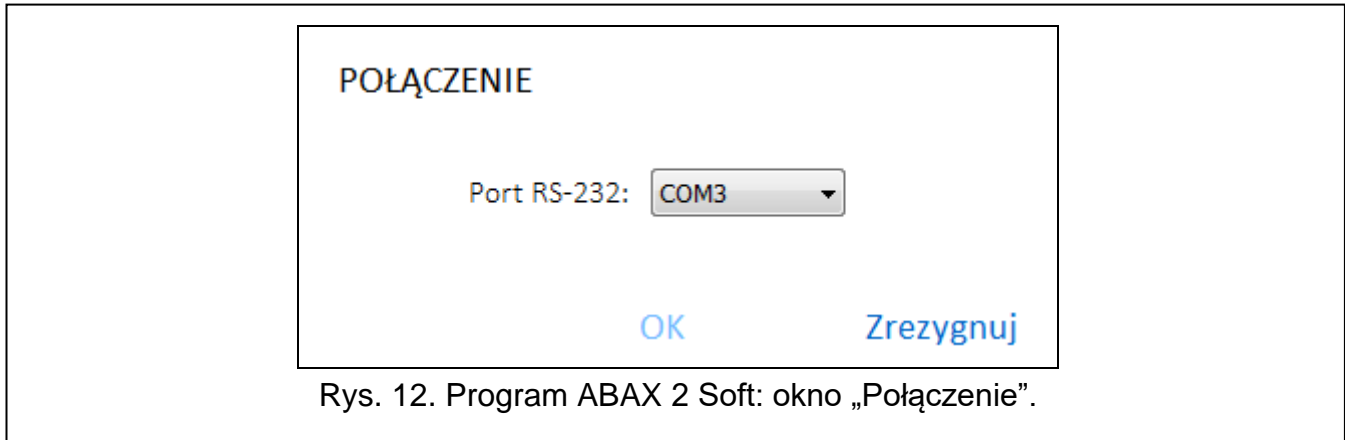 POŁĄCZENIE
Port RS-232: COM3
OK Zrezygnuj
Rys. 12. Program ABAX 2 Soft: okno „Połączenie”.